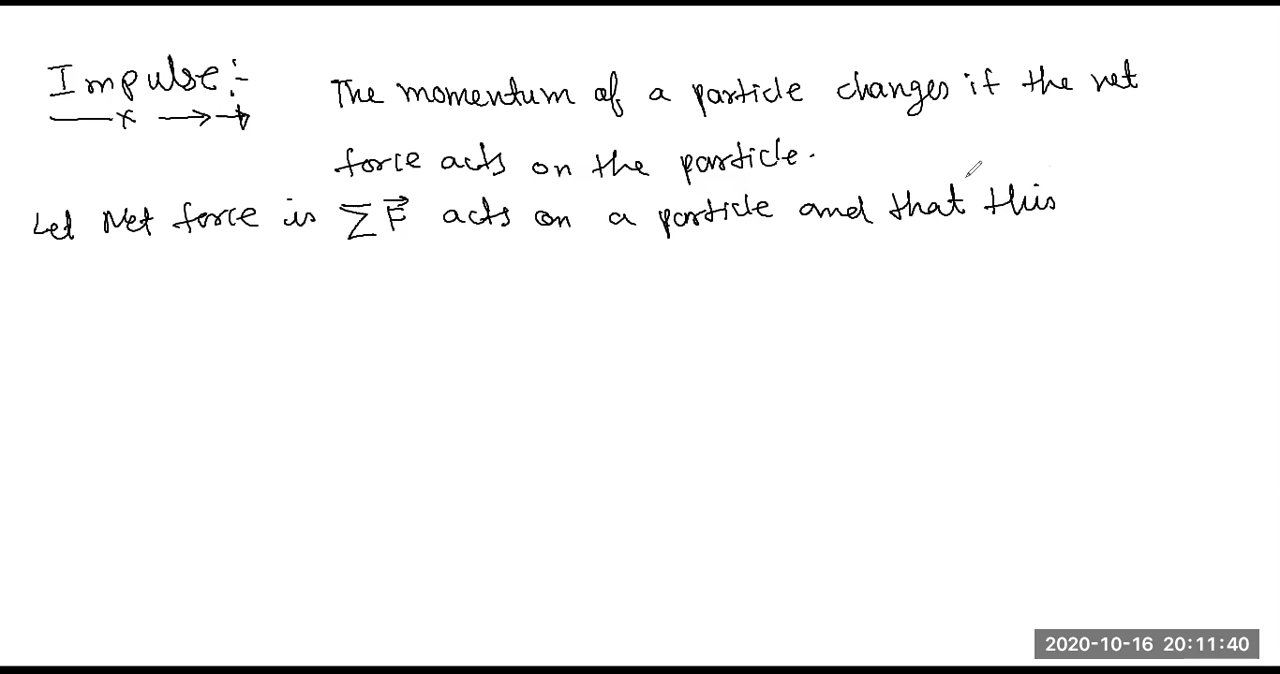 Impulse:-
The momentum of a particle changes if the net
force acts on the particle.
Let Net force is ∑F⃗ acts on a particle and that this
2020-10-16 20:11:40